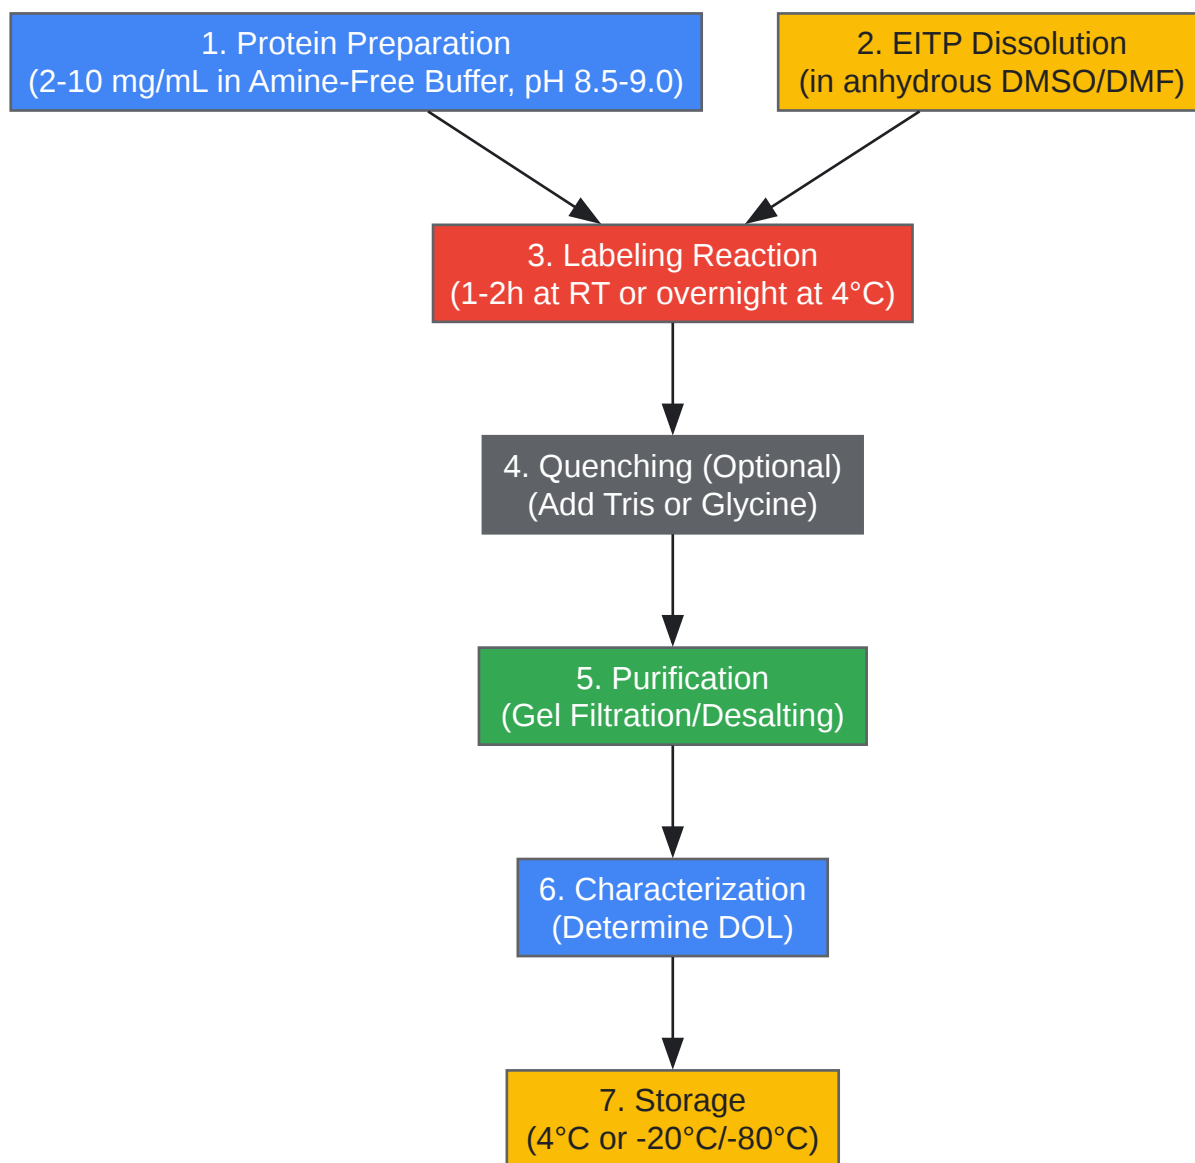 1. Protein Preparation
(2-10 mg/mL in Amine-Free Buffer, pH 8.5-9.0)
2. EITP Dissolution
(in anhydrous DMSO/DMF)
3. Labeling Reaction
(1-2h at RT or overnight at 4°C)
4. Quenching (Optional)
(Add Tris or Glycine)
5. Purification
(Gel Filtration/Desalting)
6. Characterization
(Determine DOL)
7. Storage
(4°C or -20°C/-80°C)